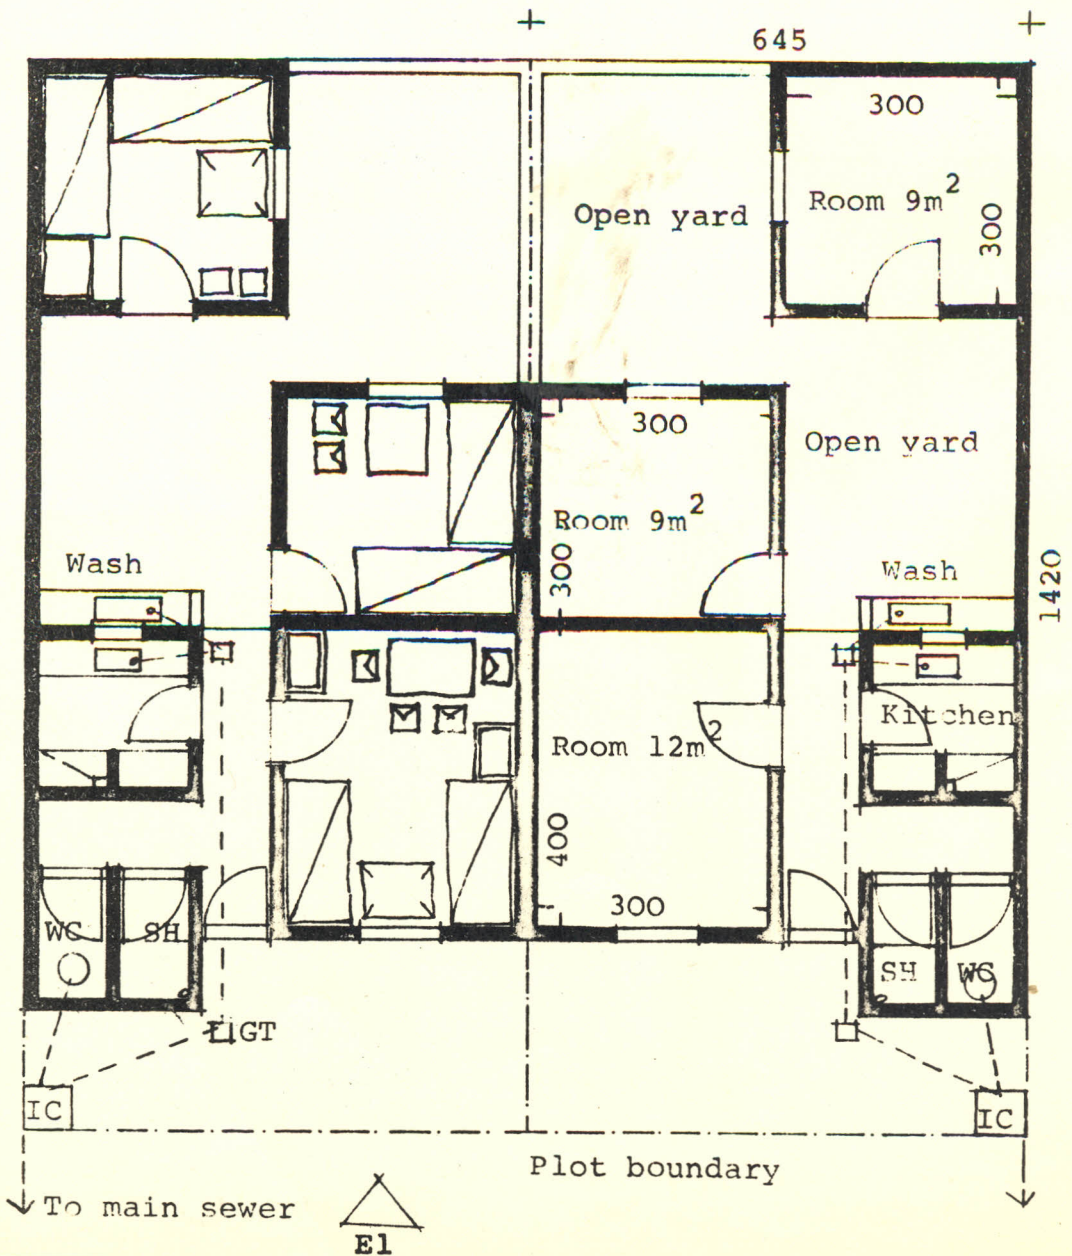 645
300
Room 9m²
300
Open yard
300
Open yard
Room 9m²
300
Wash
Wash
1420
Kitchen
Room 12m²
400
300
WC
SH
SH
WC
GT
IC
IC
Plot boundary
To main sewer
E1